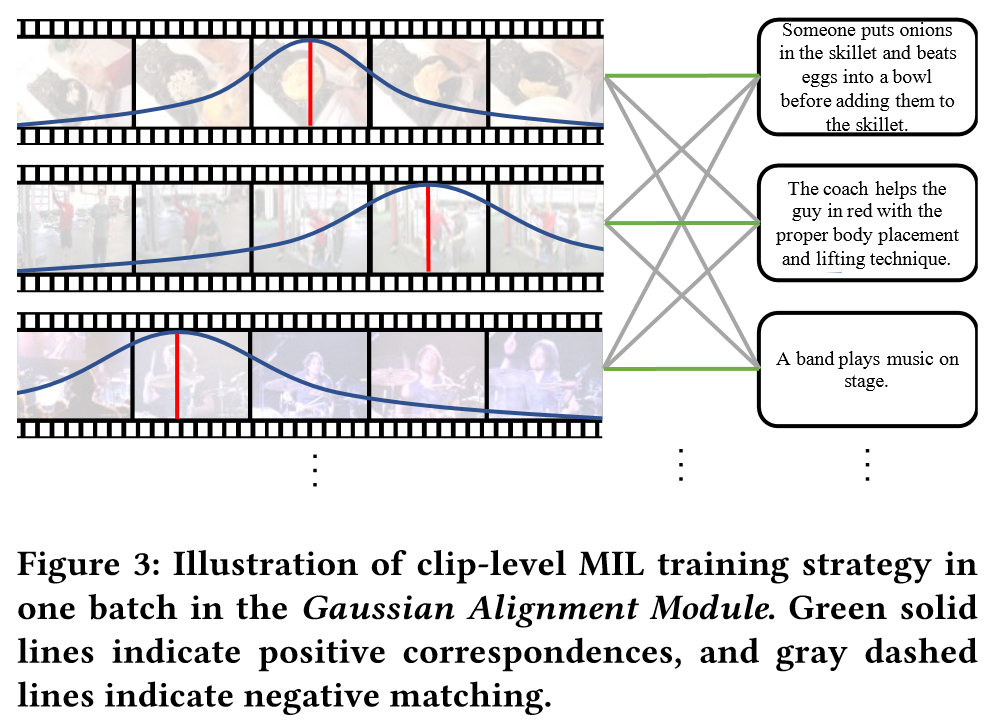 Someone puts onions
in the skillet and beats
eggs into a bowl
before adding them to
the skillet.
The coach helps the
guy in red with the
proper body placement
and lifting technique.
A band plays music on
stage.
Figure 3: Illustration of clip-level MIL training strategy in
one batch in the Gaussian Alignment Module. Green solid
lines indicate positive correspondences, and gray dashed
lines indicate negative matching.